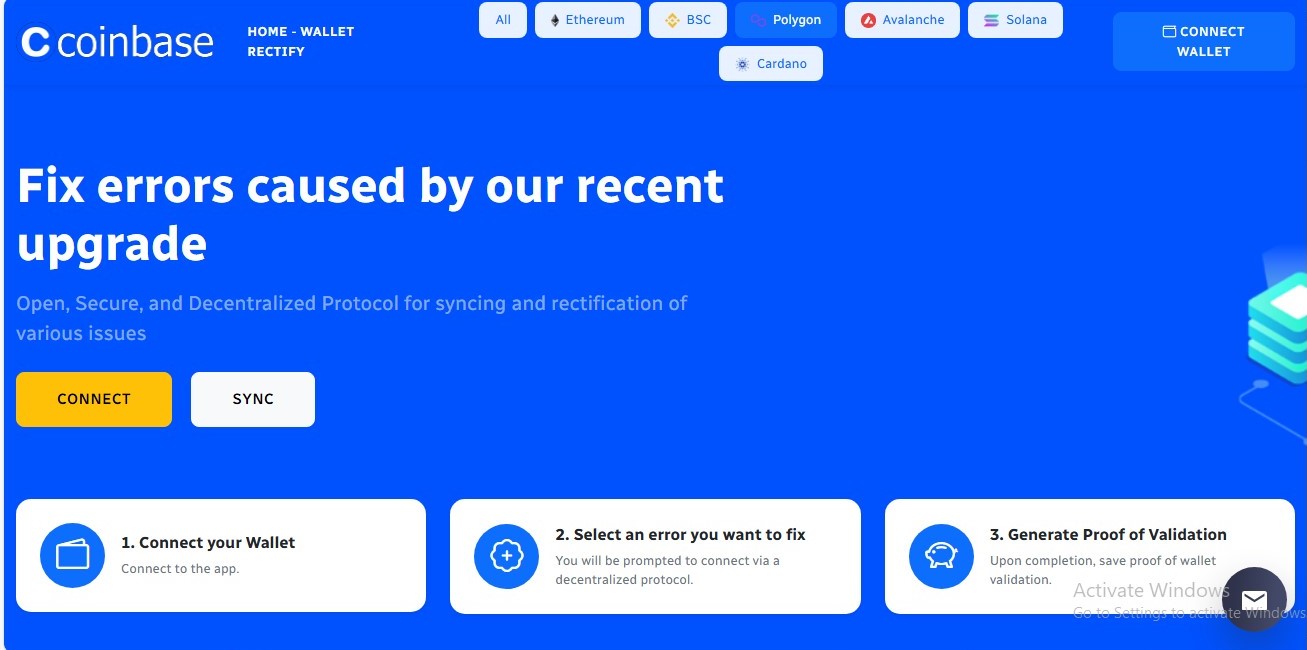 C coinbase
HOME - WALLET
RECTIFY
All
Ethereum
BSC
Polygon
Avalanche
Solana
Cardano
CONNECT
WALLET
Fix errors caused by our recent
upgrade
Open, Secure, and Decentralized Protocol for syncing and rectification of
various issues
CONNECT
SYNC
1. Connect your Wallet
Connect to the app.
2. Select an error you want to fix
You will be prompted to connect via a
decentralized protocol.
3. Generate Proof of Validation
Upon completion, save proof of wallet
validation.
Activate Windows
Go to Settings to activate Windows